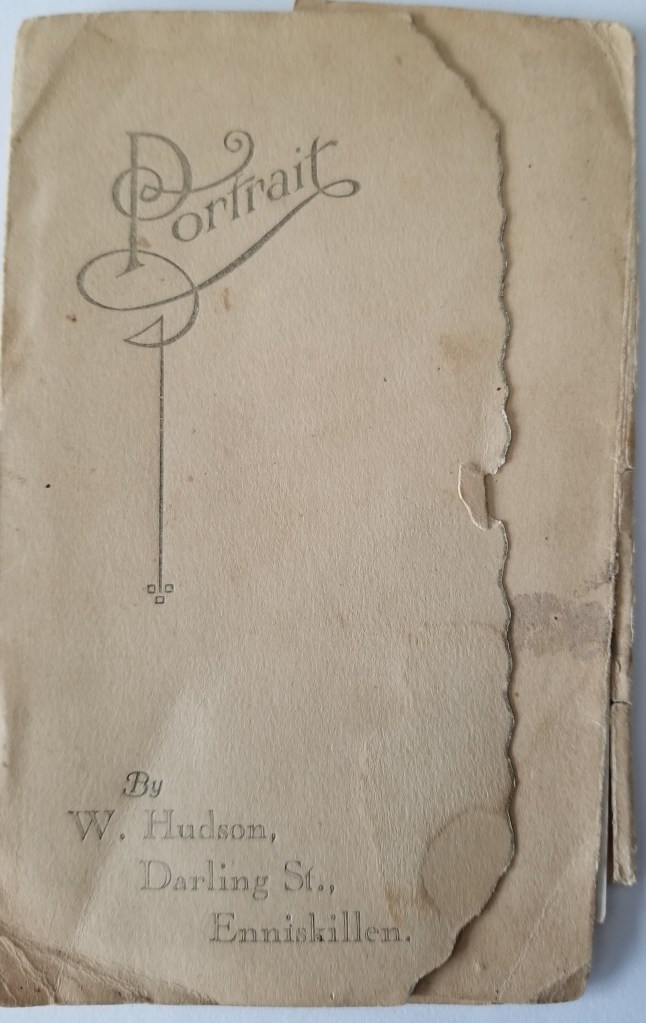 Portrait
By
W. Hudson,
Darling St.,
Enniskillen.